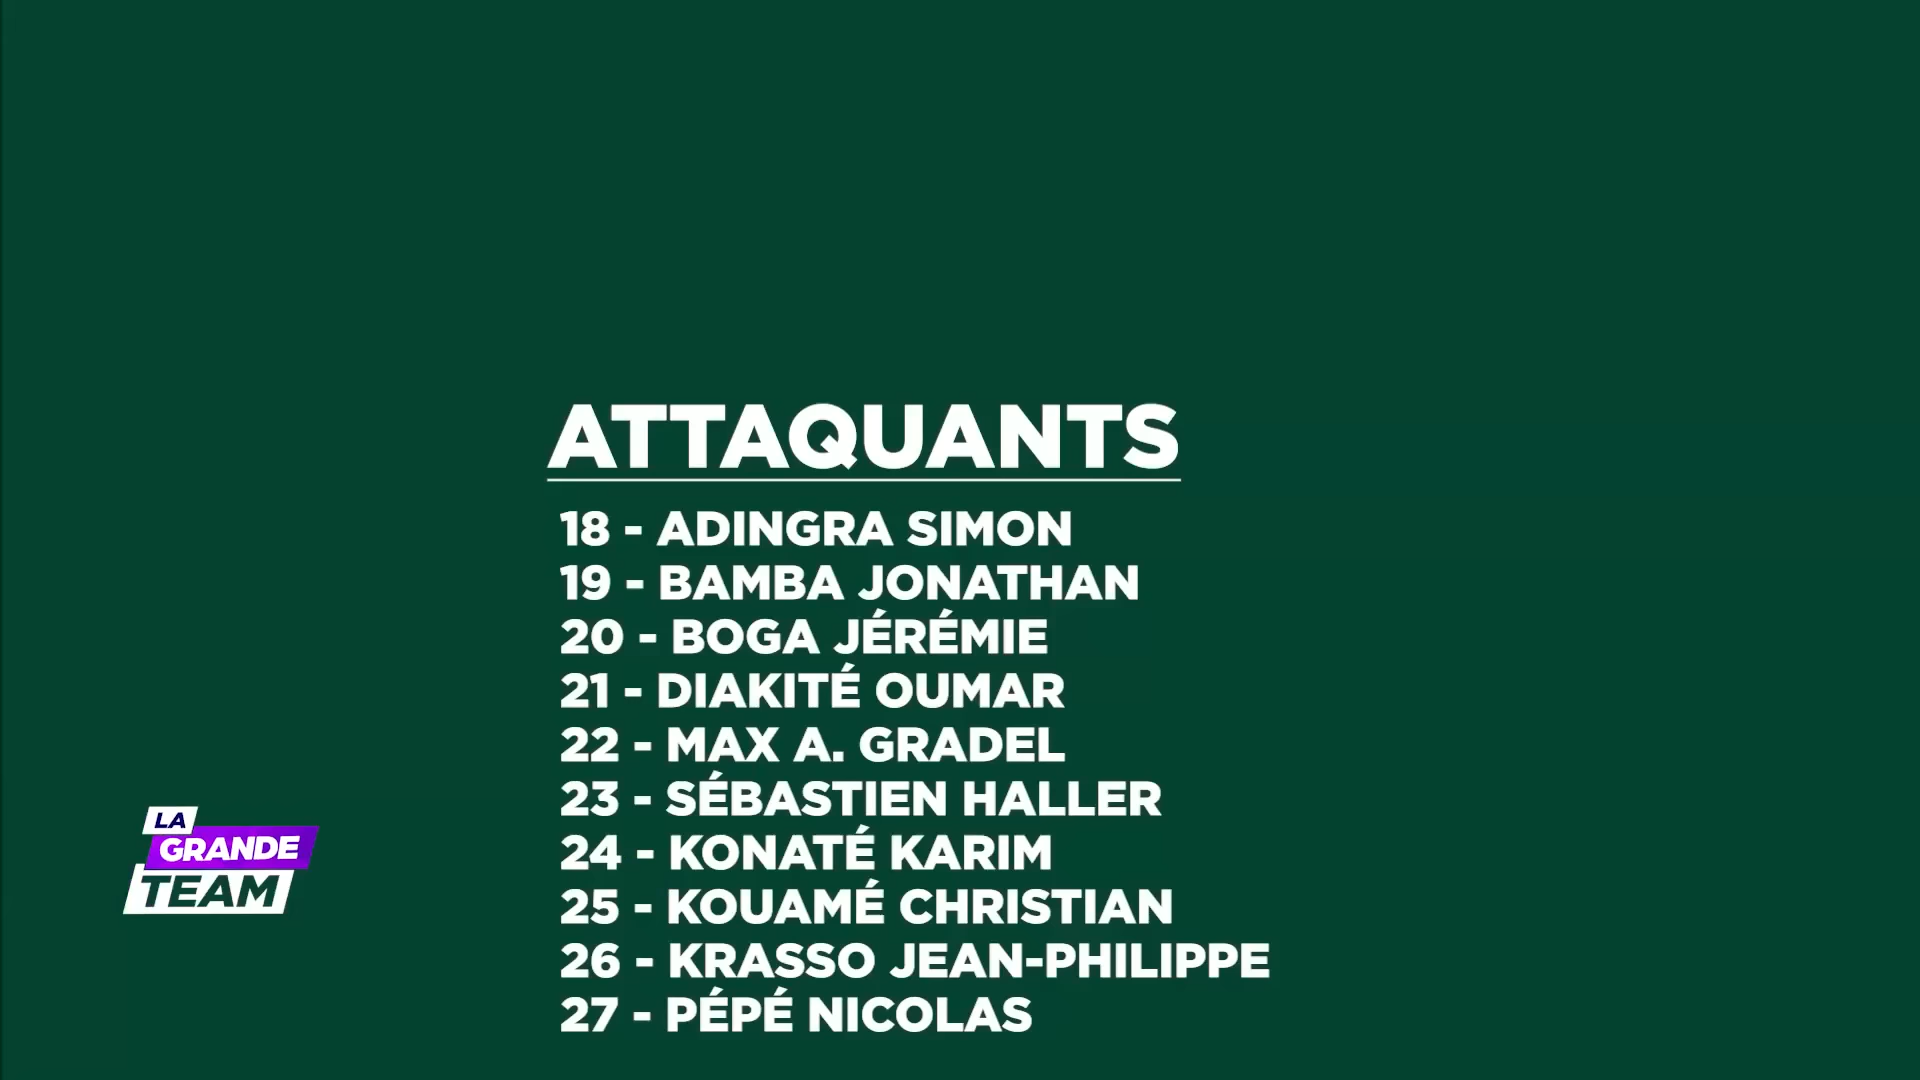 ATTAQUANTS
18 - ADINGRA SIMON
19 - BAMBA JONATHAN
20 - BOGA JÉRÉMIE
21 - DIAKITÉ OUMAR
22 - MAX A. GRADEL
23 - SÉBASTIEN HALLER
24 - KONATÉ KARIM
25 - KOUAMÉ CHRISTIAN
26 - KRASSO JEAN-PHILIPPE
27 - PÉPÉ NICOLAS
LA
GRANDE
TEAM